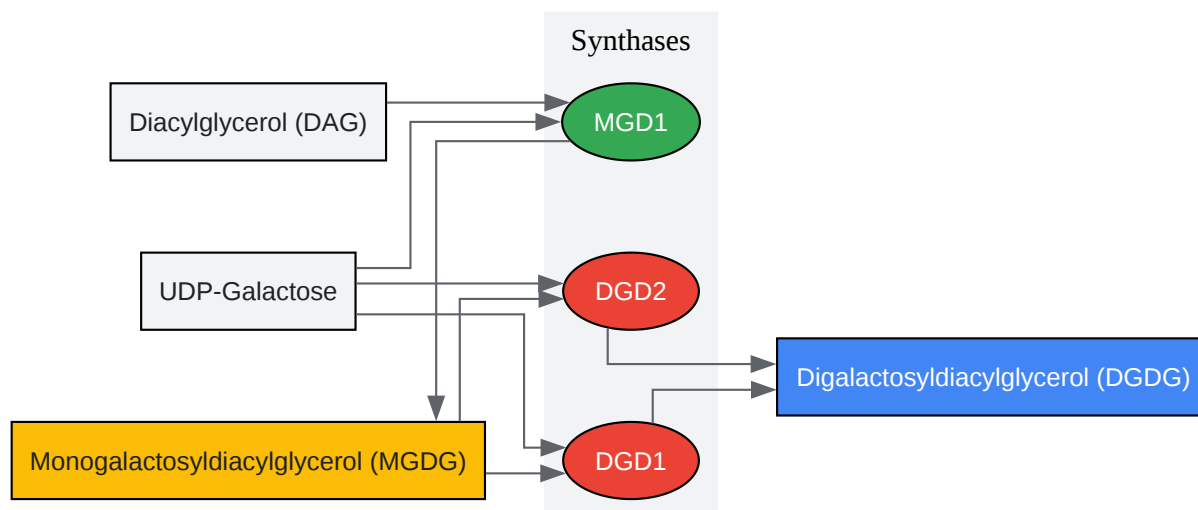 Synthases
Diacylglycerol (DAG)
MGD1
UDP-Galactose
DGD2
Digalactosyldiacylglycerol (DGDG)
Monogalactosyldiacylglycerol (MGDG)
DGD1